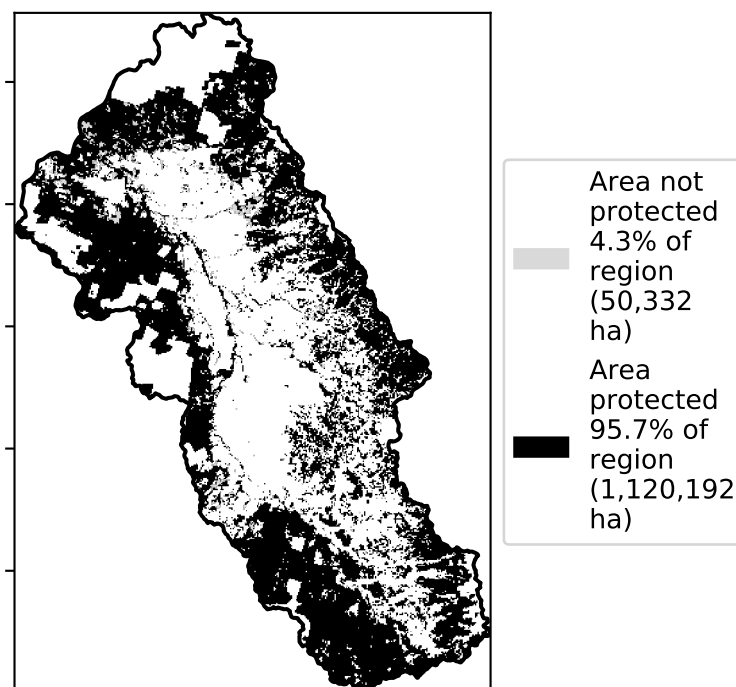 Area not
protected
4.3% of
region
(50,332
ha)
Area
protected
95.7% of
region
(1,120,192
ha)